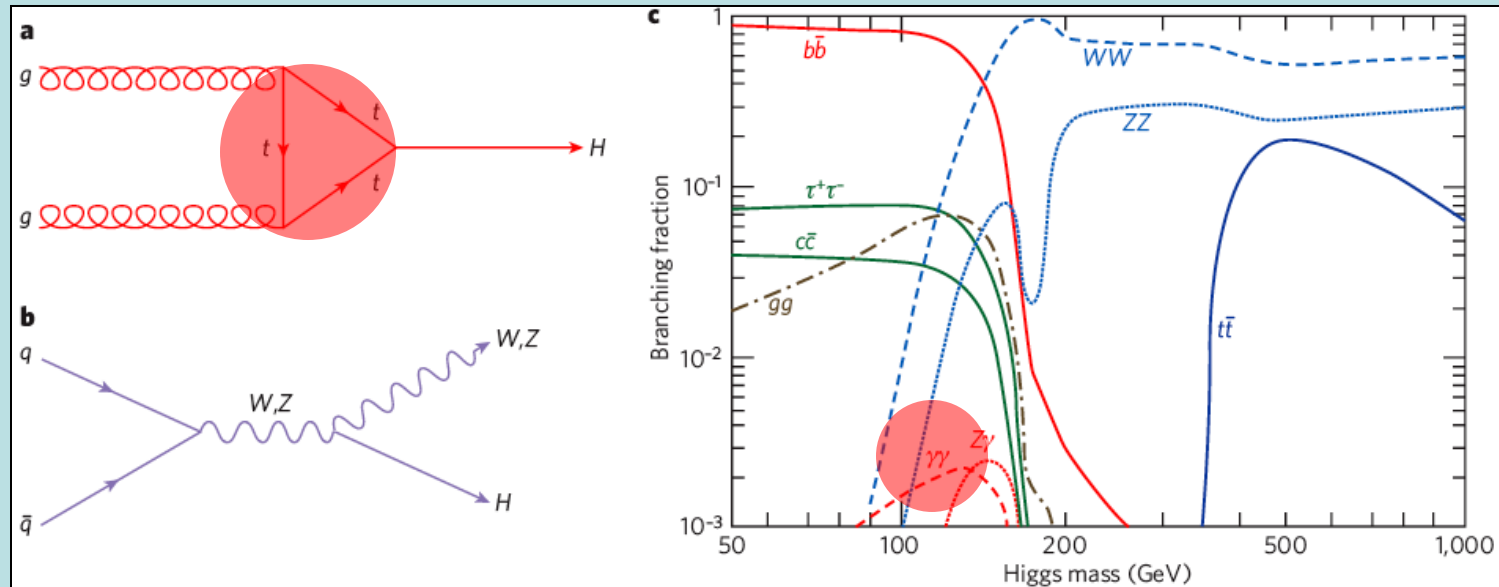 a
g
t
t
t
H
g
b
q
W,Z
W,Z
H
q̄
c
Branching fraction
1
10⁻¹
10⁻²
10⁻³
bb̄
WW
ZZ
τ⁺τ⁻
cc̄
gg
tt̄
Zγ
γγ
50 100 200 500 1,000
Higgs mass (GeV)